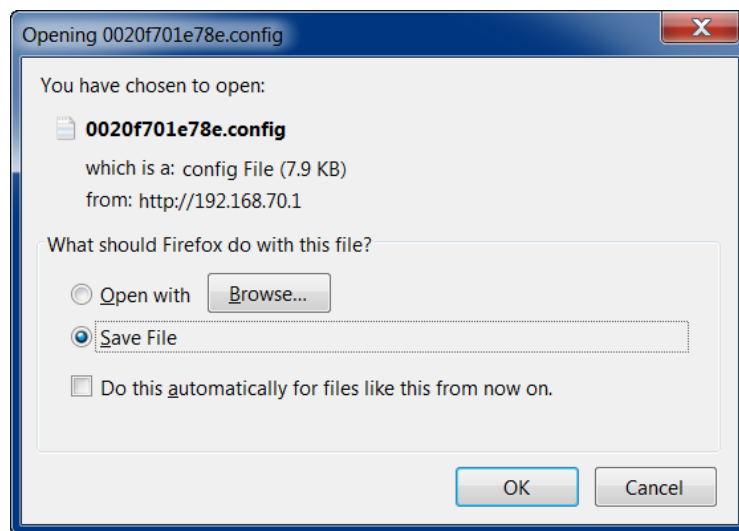 Opening 0020f701e78e.config
X
You have chosen to open:
0020f701e78e.config
which is a: config File (7.9 KB)
from: http://192.168.70.1
What should Firefox do with this file?
Open with Browse...
Save File
Do this automatically for files like this from now on.
OK Cancel